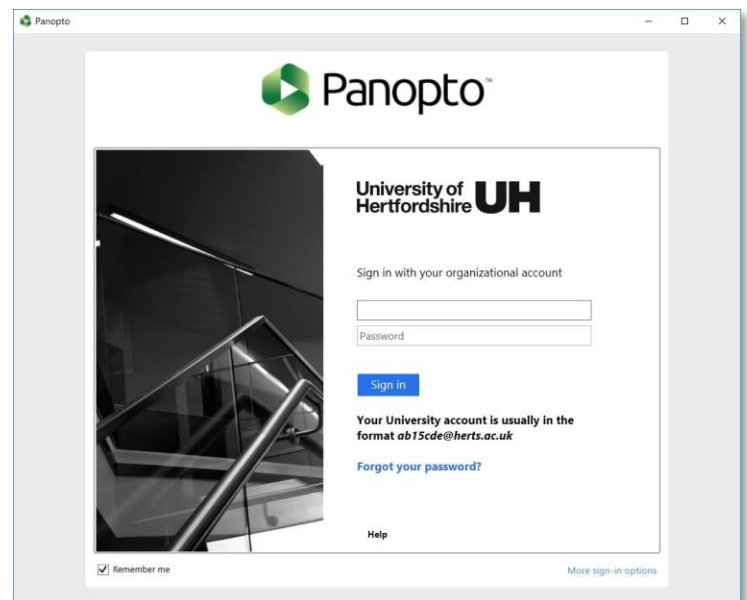 Panopto
Panopto™
University of
Hertfordshire UH
Sign in with your organizational account
Password
Sign in
Your University account is usually in the
format ab15cde@herts.ac.uk
Forgot your password?
Help
Remember me
More sign-in options